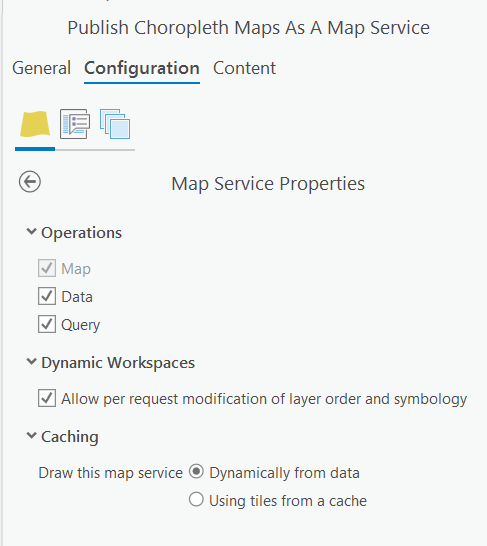 Publish Choropleth Maps As A Map Service
General Configuration Content
Map Service Properties
Operations
Map
Data
Query
Dynamic Workspaces
Allow per request modification of layer order and symbology
Caching
Draw this map service Dynamically from data
Using tiles from a cache